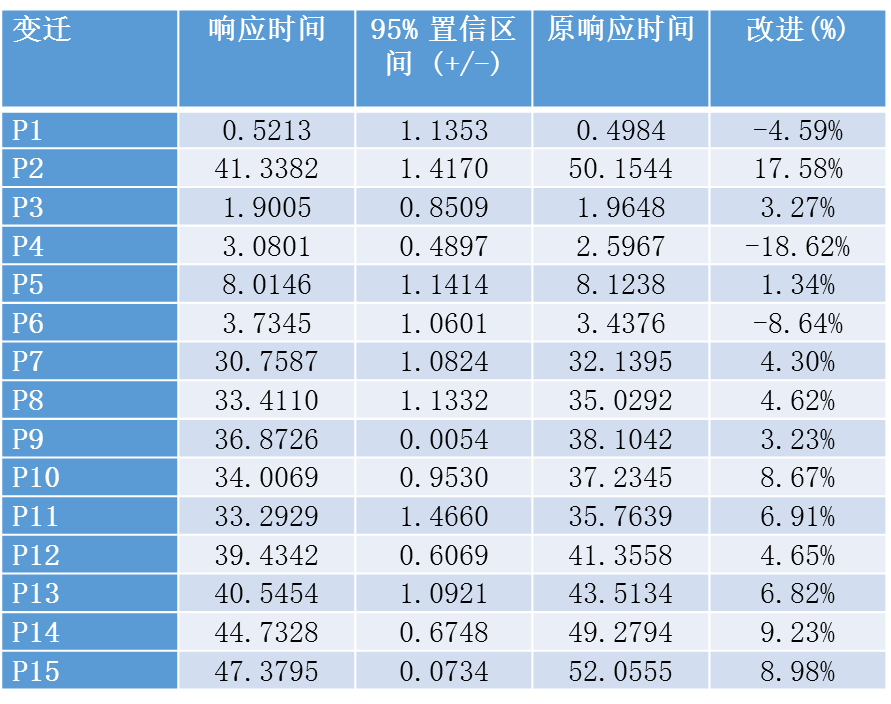 变迁 响应时间 95% 置信区间 (+/-) 原响应时间 改进(%)
P1 0.5213 1.1353 0.4984 -4.59%
P2 41.3382 1.4170 50.1544 17.58%
P3 1.9005 0.8509 1.9648 3.27%
P4 3.0801 0.4897 2.5967 -18.62%
P5 8.0146 1.1414 8.1238 1.34%
P6 3.7345 1.0601 3.4376 -8.64%
P7 30.7587 1.0824 32.1395 4.30%
P8 33.4110 1.1332 35.0292 4.62%
P9 36.8726 0.0054 38.1042 3.23%
P10 34.0069 0.9530 37.2345 8.67%
P11 33.2929 1.4660 35.7639 6.91%
P12 39.4342 0.6069 41.3558 4.65%
P13 40.5454 1.0921 43.5134 6.82%
P14 44.7328 0.6748 49.2794 9.23%
P15 47.3795 0.0734 52.0555 8.98%